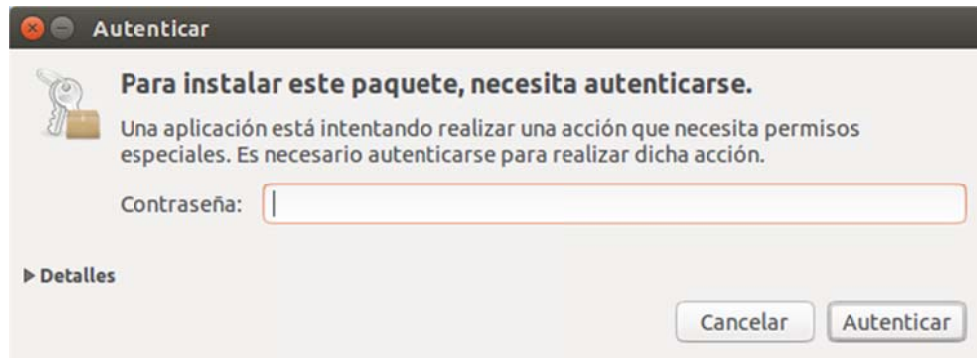 Autenticar
Para instalar este paquete, necesita autenticarse.
Una aplicación está intentando realizar una acción que necesita permisos
especiales. Es necesario autenticarse para realizar dicha acción.
Contraseña:
Detalles
Cancelar Autenticar